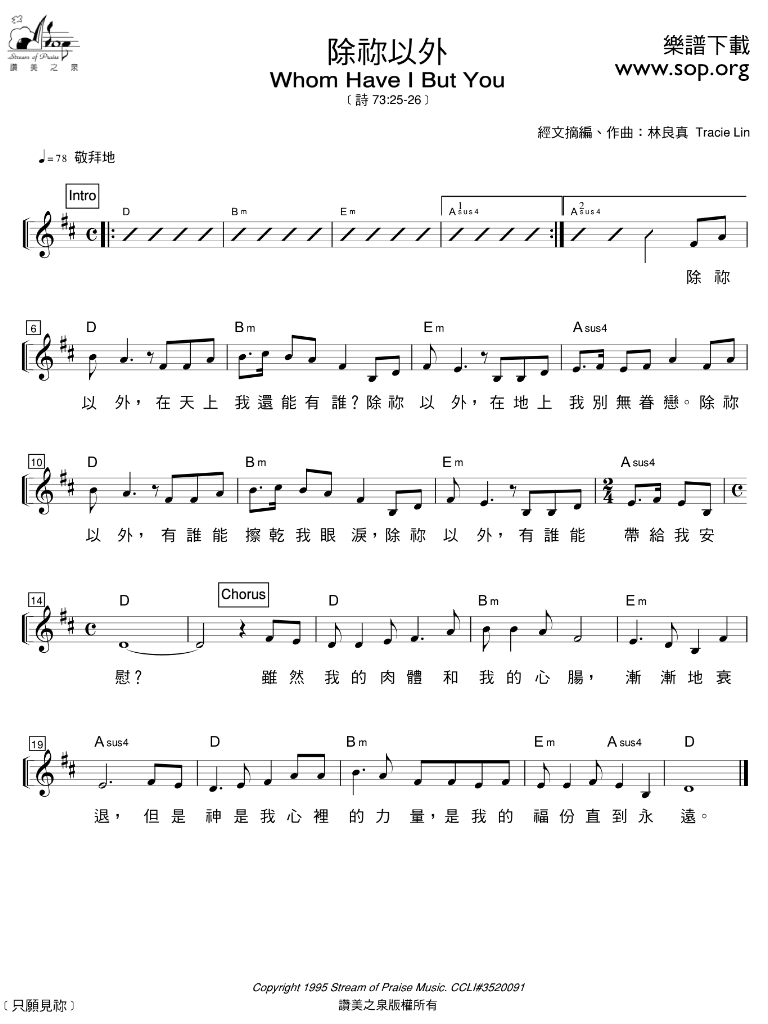 Stream of Praise
讚美之泉
除祢以外
Whom Have I But You
﹝詩 73:25-26﹞
樂譜下載
www.sop.org
經文摘編、作曲：林良真 Tracie Lin
♩= 78 敬拜地
Intro
D Bm Em 1 Asus4 2 Asus4
除 祢
6 D Bm Em Asus4
以 外，在 天 上 我 還 能 有 誰？除 祢 以 外，在 地 上 我 別 無 眷 戀。除 祢
10 D Bm Em Asus4
以 外，有 誰 能 擦 乾 我 眼 淚，除 祢 以 外，有 誰 能 帶 給 我 安
14 D Chorus D Bm Em
慰？ 雖 然 我 的 肉 體 和 我 的 心 腸， 漸 漸 地 衰
19 Asus4 D Bm Em Asus4 D
退， 但 是 神 是 我 心 裡 的 力 量，是 我 的 福 份 直 到 永 遠。
Copyright 1995 Stream of Praise Music. CCLI#3520091
讚美之泉版權所有
﹝只願見祢﹞